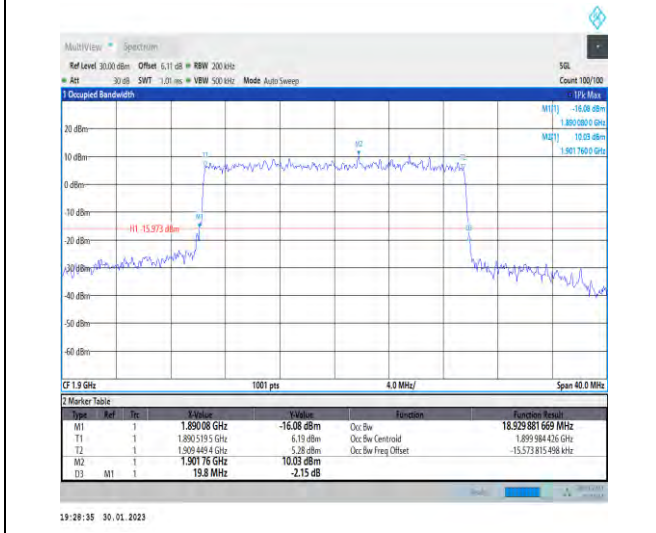 MultiView Spectrum
Ref Level 30.00 dBm Offset 6.11 dB RBW 200 kHz SGL
Att 30 dB SWT 1.01 ms VBW 500 kHz Mode Auto Sweep Count 100/100
1 Occupied Bandwidth 1Pk Max
M1[1] -16.08 dBm
1.890 080 0 GHz
M2[1] 10.03 dBm
1.901 760 0 GHz
20 dBm
M2
T1
10 dBm
0 dBm
-10 dBm
M1
H1 -15.973 dBm
-20 dBm
-30 dBm
-40 dBm
-50 dBm
-60 dBm
CF 1.9 GHz 1001 pts 4.0 MHz/ Span 40.0 MHz
2 Marker Table
Type Ref Trc X-Value Y-Value Function Function Result
M1 1 1.89008 GHz -16.08 dBm Occ Bw 18.929 881 669 MHz
T1 1 1.890 519 5 GHz 6.19 dBm Occ Bw Centroid 1.899 984 426 GHz
T2 1 1.909 449 4 GHz 5.28 dBm Occ Bw Freq Offset -15.573 815 498 kHz
M2 1 1.901 76 GHz 10.03 dBm
D3 M1 1 19.8 MHz -2.15 dB
19:28:35 30.01.2023